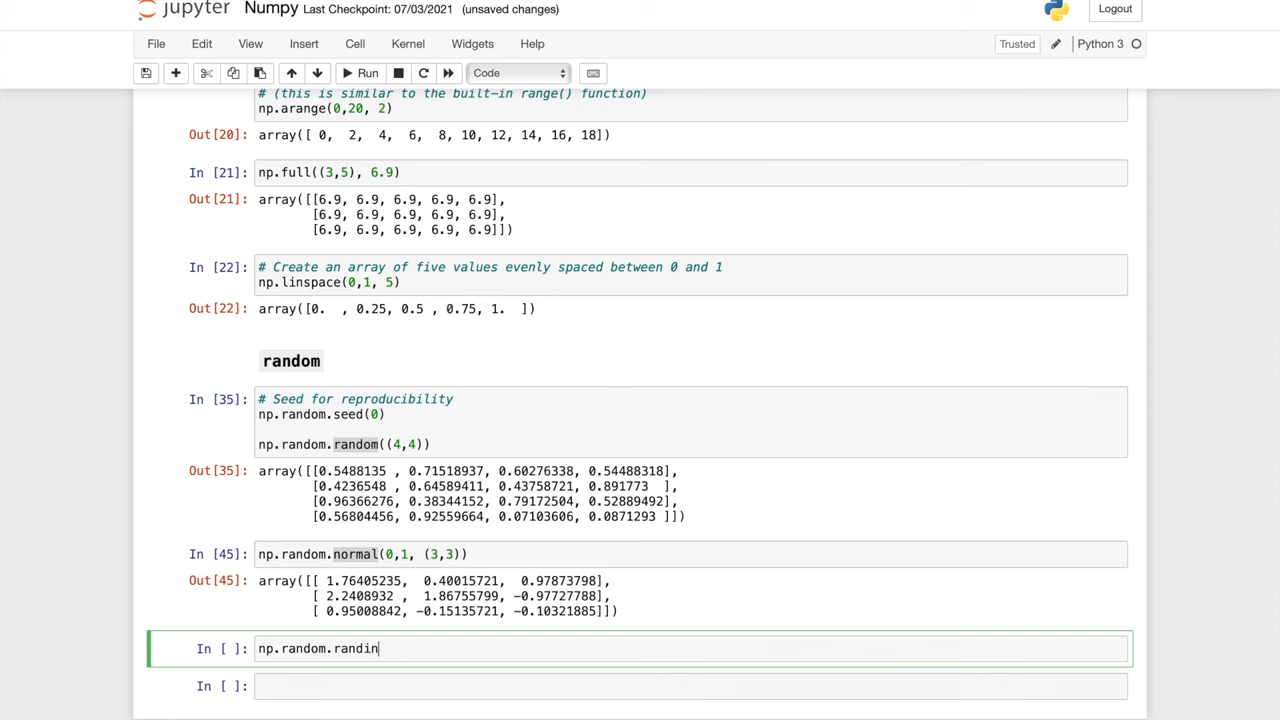 jupyter Numpy Last Checkpoint: 07/03/2021 (unsaved changes) Logout
File Edit View Insert Cell Kernel Widgets Help Trusted Python 3
Run Code
# (this is similar to the built-in range() function)
np.arange(0,20, 2)
Out[20]: array([ 0,  2,  4,  6,  8, 10, 12, 14, 16, 18])
In [21]: np.full((3,5), 6.9)
Out[21]: array([[6.9, 6.9, 6.9, 6.9, 6.9],
[6.9, 6.9, 6.9, 6.9, 6.9],
[6.9, 6.9, 6.9, 6.9, 6.9]])
In [22]: # Create an array of five values evenly spaced between 0 and 1
np.linspace(0,1, 5)
Out[22]: array([0.  , 0.25, 0.5 , 0.75, 1.  ])
random
In [35]: # Seed for reproducibility
np.random.seed(0)
np.random.random((4,4))
Out[35]: array([[0.5488135 , 0.71518937, 0.60276338, 0.54488318],
[0.4236548 , 0.64589411, 0.43758721, 0.891773  ],
[0.96366276, 0.38344152, 0.79172504, 0.52889492],
[0.56804456, 0.92559664, 0.07103606, 0.0871293 ]])
In [45]: np.random.normal(0,1, (3,3))
Out[45]: array([[ 1.76405235,  0.40015721,  0.97873798],
[ 2.2408932 ,  1.86755799, -0.97727788],
[ 0.95008842, -0.15135721, -0.10321885]])
In [ ]: np.random.randin
In [ ]: